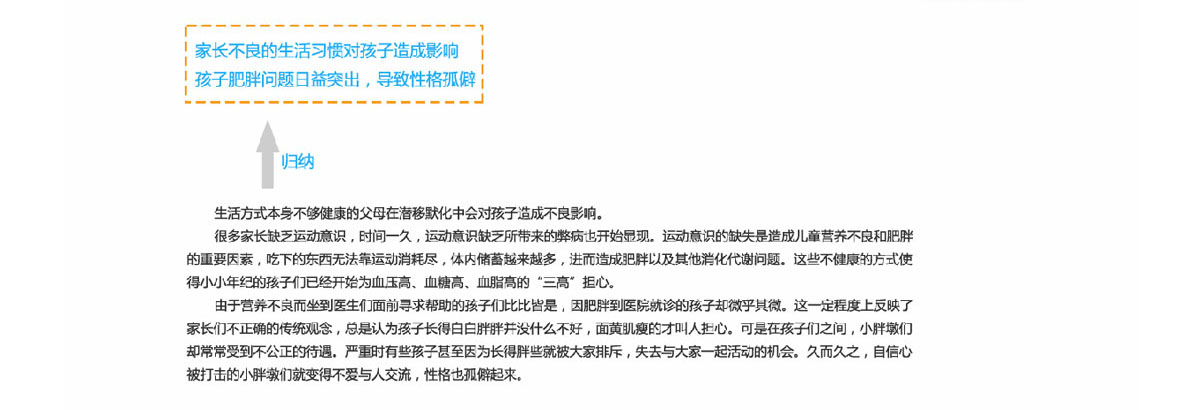 家长不良的生活习惯对孩子造成影响
孩子肥胖问题日益突出，导致性格孤僻
归纳
生活方式本身不够健康的父母在潜移默化中会对孩子造成不良影响。
很多家长缺乏运动意识，时间一久，运动意识缺乏所带来的弊病也开始显现。运动意识的缺失是造成儿童营养不良和肥胖
的重要因素，吃下的东西无法靠运动消耗尽，体内储蓄越来越多，进而造成肥胖以及其他消化代谢问题。这些不健康的方式使
得小小年纪的孩子们已经开始为血压高、血糖高、血脂高的“三高”担心。
由于营养不良而坐到医生们面前寻求帮助的孩子们比比皆是，因肥胖到医院就诊的孩子却微乎其微。这一定程度上反映了
家长们不正确的传统观念，总是认为孩子长得白白胖胖并没什么不好，面黄肌瘦的才叫人担心。可是在孩子们之间，小胖墩们
却常常受到不公正的待遇。严重时有些孩子甚至因为长得胖些就被大家排斥，失去与大家一起活动的机会。久而久之，自信心
被打击的小胖墩们就变得不爱与人交流，性格也孤僻起来。